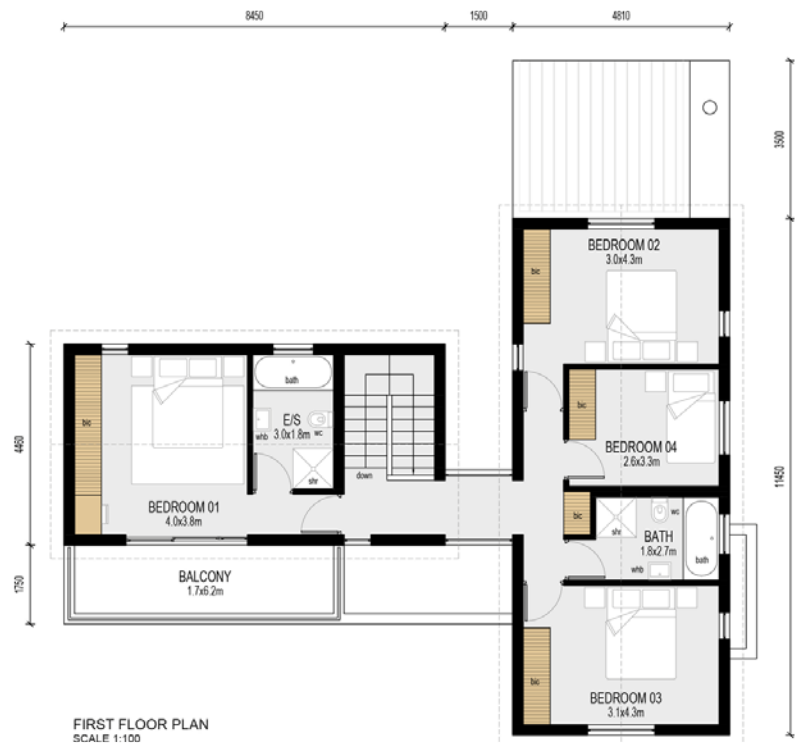 8450
1500
4810
3500
BEDROOM 02
3.0x4.3m
bic
bath
E/S
3.0x1.8m
whb
wc
shr
bic
down
BEDROOM 01
4.0x3.8m
4460
bic
BEDROOM 04
2.6x3.3m
11450
bic
shr
wc
BATH
1.8x2.7m
whb
bath
BALCONY
1.7x6.2m
1750
bic
BEDROOM 03
3.1x4.3m
FIRST FLOOR PLAN
SCALE 1:100